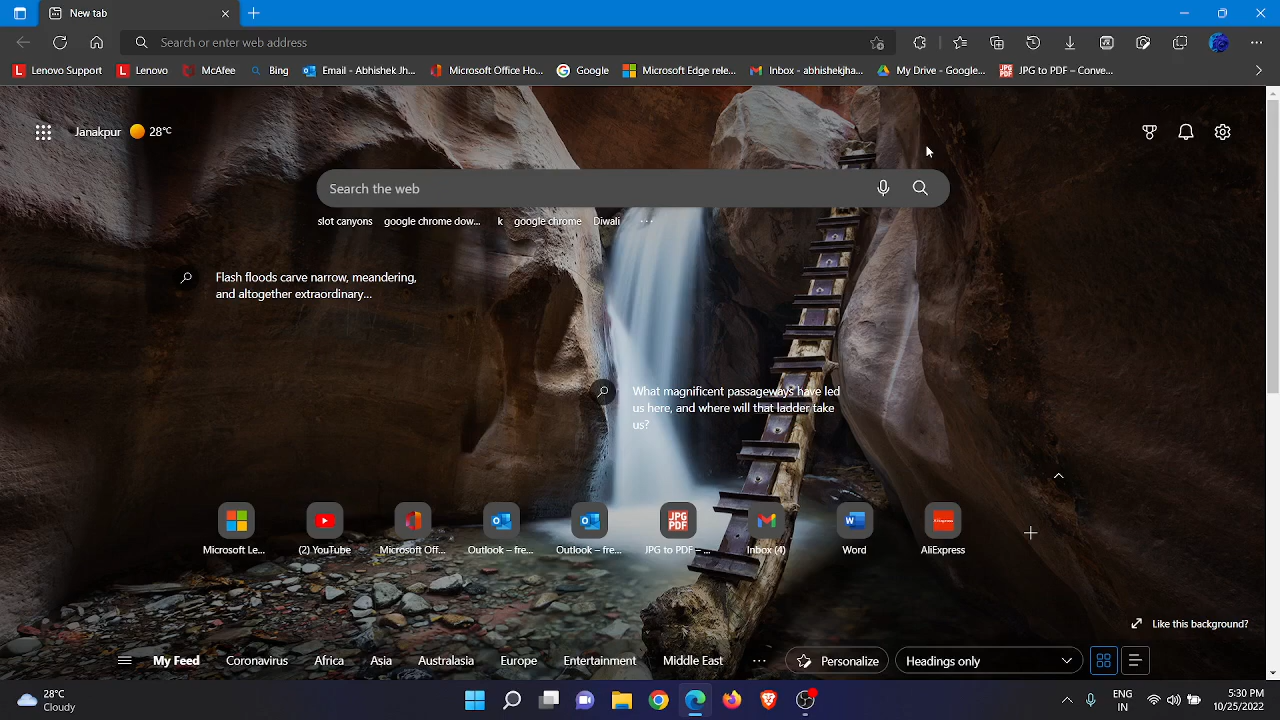 New tab
Search or enter web address
Lenovo Support
Lenovo
McAfee
Bing
Email - Abhishek Jh...
Microsoft Office Ho...
Google
Microsoft Edge rele...
Inbox - abhishekjha...
My Drive - Google...
JPG to PDF – Conve...
Janakpur 28°C
Search the web
slot canyons
google chrome dow...
k
google chrome
Diwali
...
Flash floods carve narrow, meandering,
and altogether extraordinary...
What magnificent passageways have led
us here, and where will that ladder take
us?
JPG
PDF
AliExpress
Microsoft Le...
(2) YouTube
Microsoft Off...
Outlook – fre...
Outlook – fre...
JPG to PDF – ...
Inbox (4)
Word
AliExpress
Like this background?
My Feed
Coronavirus
Africa
Asia
Australasia
Europe
Entertainment
Middle East
...
Personalize
Headings only
28°C
Cloudy
ENG
IN
5:30 PM
10/25/2022